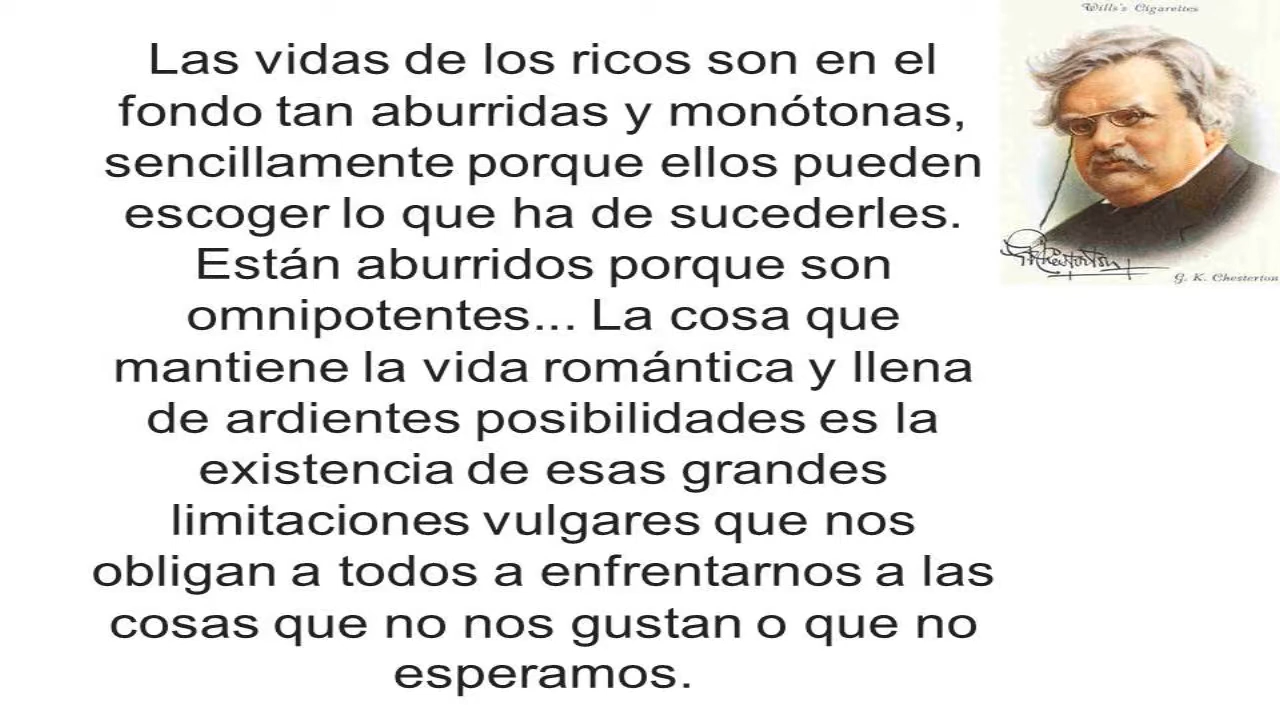 Wills's Cigarettes
Las vidas de los ricos son en el
fondo tan aburridas y monótonas,
sencillamente porque ellos pueden
escoger lo que ha de sucederles.
Están aburridos porque son
omnipotentes... La cosa que
mantiene la vida romántica y llena
de ardientes posibilidades es la
existencia de esas grandes
limitaciones vulgares que nos
obligan a todos a enfrentarnos a las
cosas que no nos gustan o que no
esperamos.
GKChesterton
G. K. Chesterton